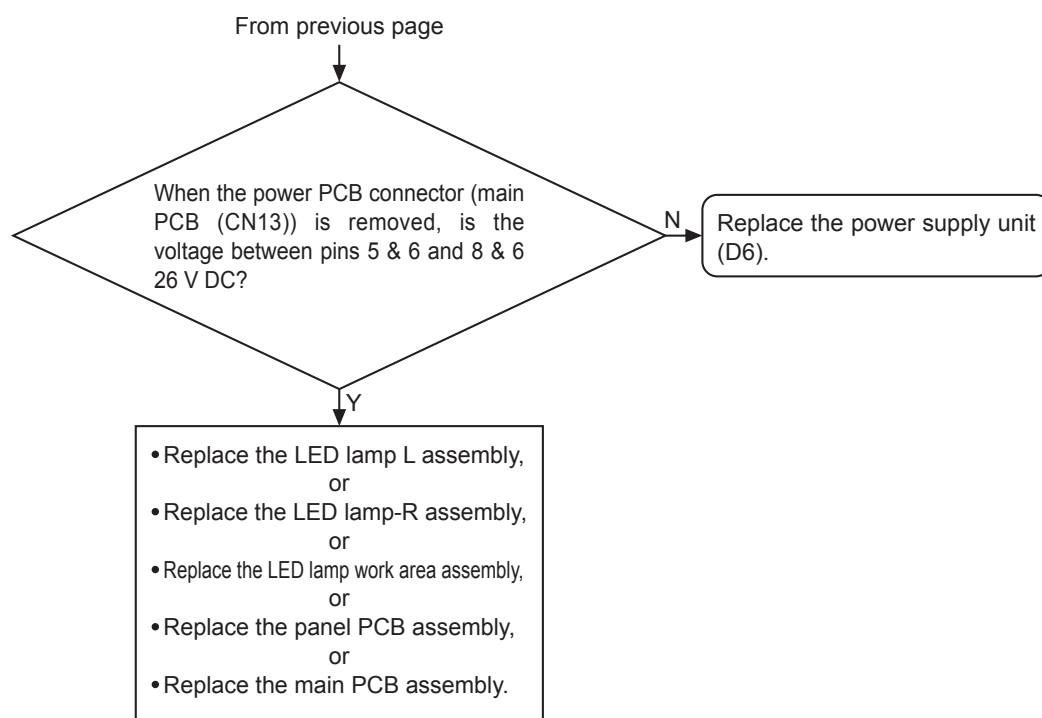 From previous page
When the power PCB connector (main
PCB (CN13)) is removed, is the
voltage between pins 5 & 6 and 8 & 6
26 V DC?
N
Replace the power supply unit
(D6).
Y
•Replace the LED lamp L assembly,
or
•Replace the LED lamp-R assembly,
or
•Replace the LED lamp work area assembly,
or
•Replace the panel PCB assembly,
or
•Replace the main PCB assembly.